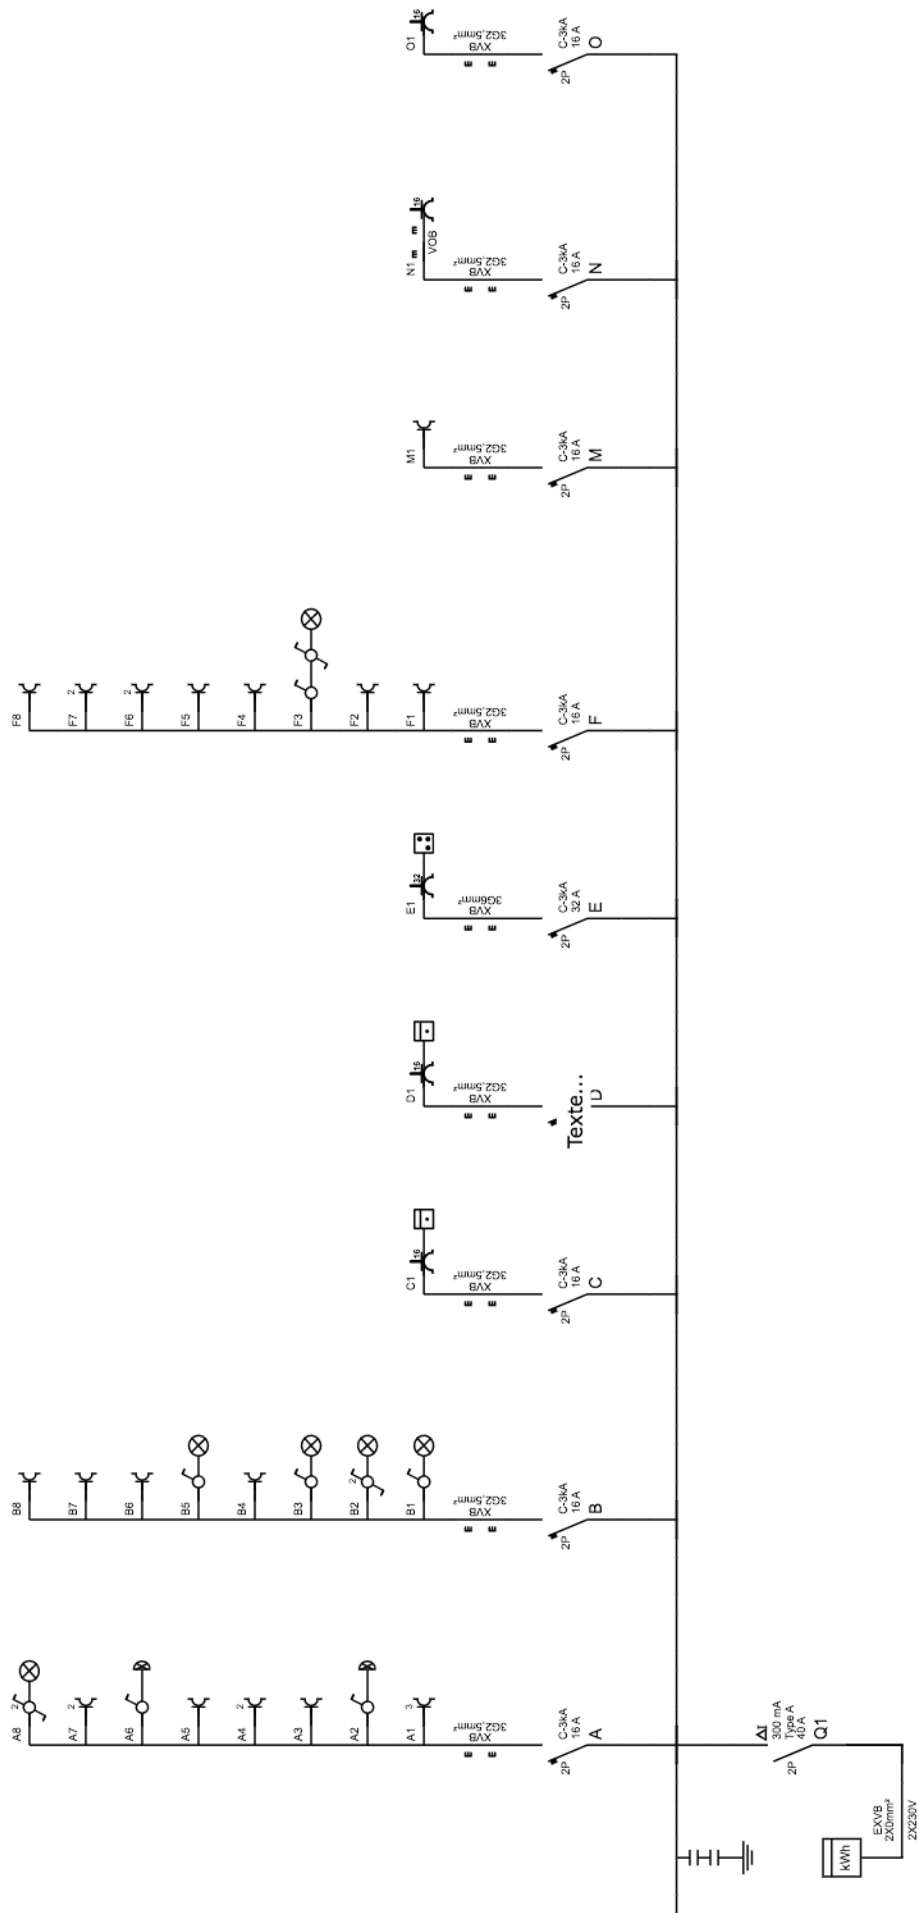 16
O1
XVB
3G2,5mm²
C-3kA
16 A
2P
O
16
N1
VOB
XVB
3G2,5mm²
C-3kA
16 A
2P
N
M1
XVB
3G2,5mm²
C-3kA
16 A
2P
M
F8
F7
2
F6
2
F5
F4
F3
F2
F1
XVB
3G2,5mm²
C-3kA
16 A
2P
F
32
E1
XVB
3G6mm²
C-3kA
32 A
2P
E
16
D1
XVB
3G2,5mm²
Texte...
D
16
C1
XVB
3G2,5mm²
C-3kA
16 A
2P
C
B8
B7
B6
B5
B4
B3
B2
2
B1
XVB
3G2,5mm²
C-3kA
16 A
2P
B
A8
2
A7
2
A6
A5
A4
2
A3
A2
A1
3
XVB
3G2,5mm²
C-3kA
16 A
2P
A
ΔI
300 mA
Type A
40 A
2P
Q1
kWh
EXVB
2X0mm²
2X230V